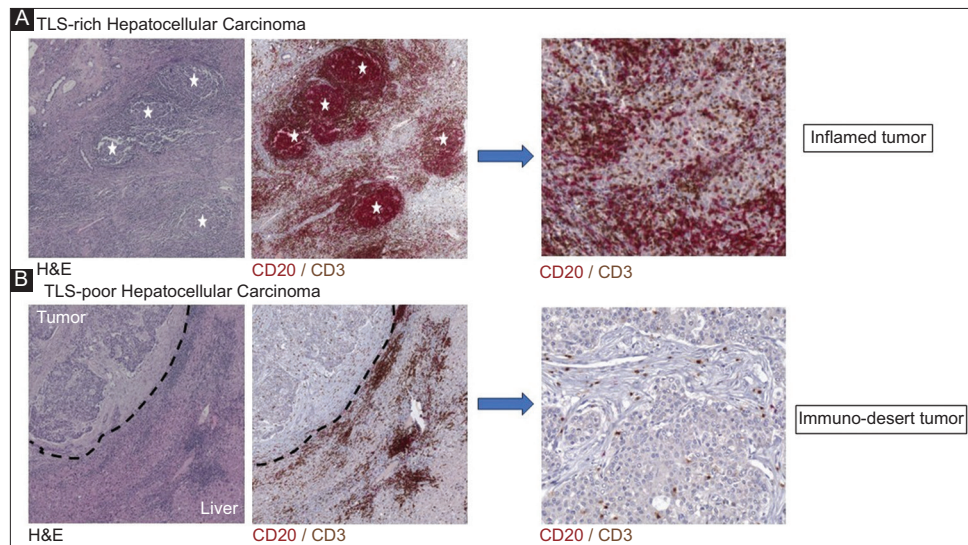 A TLS-rich Hepatocellular Carcinoma
Inflamed tumor
H&E
CD20 / CD3
CD20 / CD3
B TLS-poor Hepatocellular Carcinoma
Tumor
Immuno-desert tumor
Liver
H&E
CD20 / CD3
CD20 / CD3